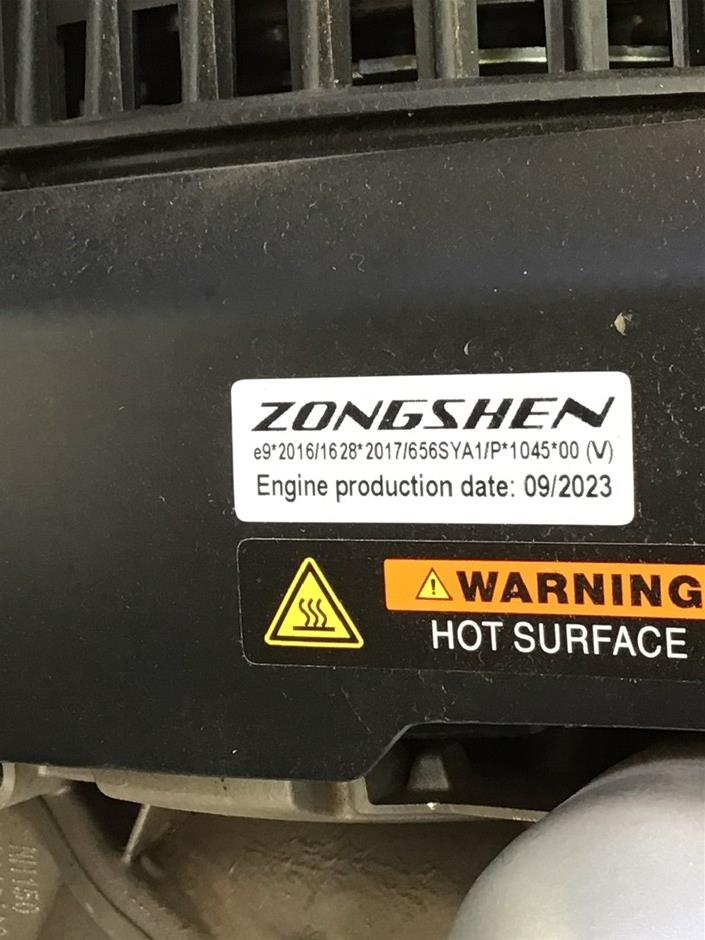 ZONGSHEN
e9*2016/1628*2017/656SYA1/P*1045*00 (V)
Engine production date: 09/2023
WARNING
HOT SURFACE